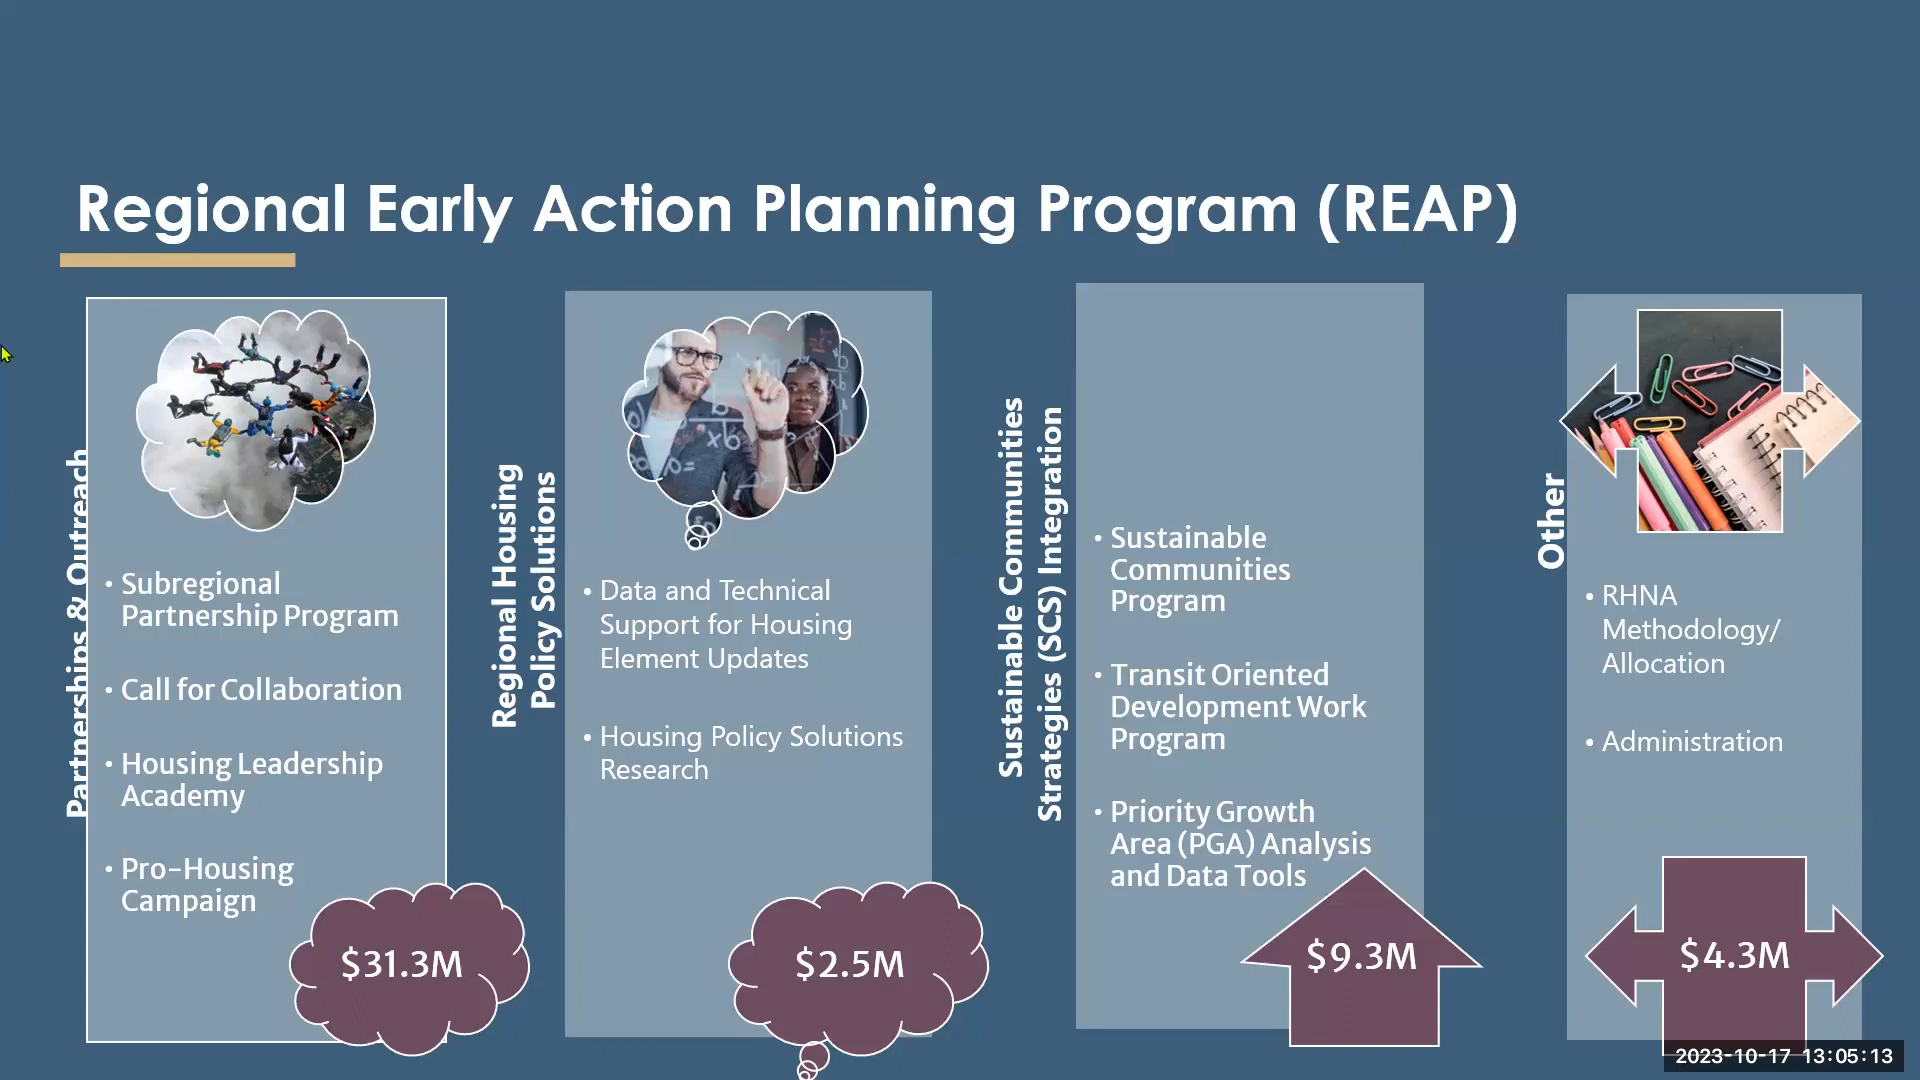 Regional Early Action Planning Program (REAP)
Partnerships & Outreach
• Subregional
Partnership Program
• Call for Collaboration
• Housing Leadership
Academy
• Pro-Housing
Campaign
$31.3M
Regional Housing
Policy Solutions
• Data and Technical
Support for Housing
Element Updates
• Housing Policy Solutions
Research
$2.5M
Sustainable Communities
Strategies (SCS) Integration
• Sustainable
Communities
Program
• Transit Oriented
Development Work
Program
• Priority Growth
Area (PGA) Analysis
and Data Tools
$9.3M
Other
• RHNA
Methodology/
Allocation
• Administration
$4.3M
2023-10-17 13:05:13